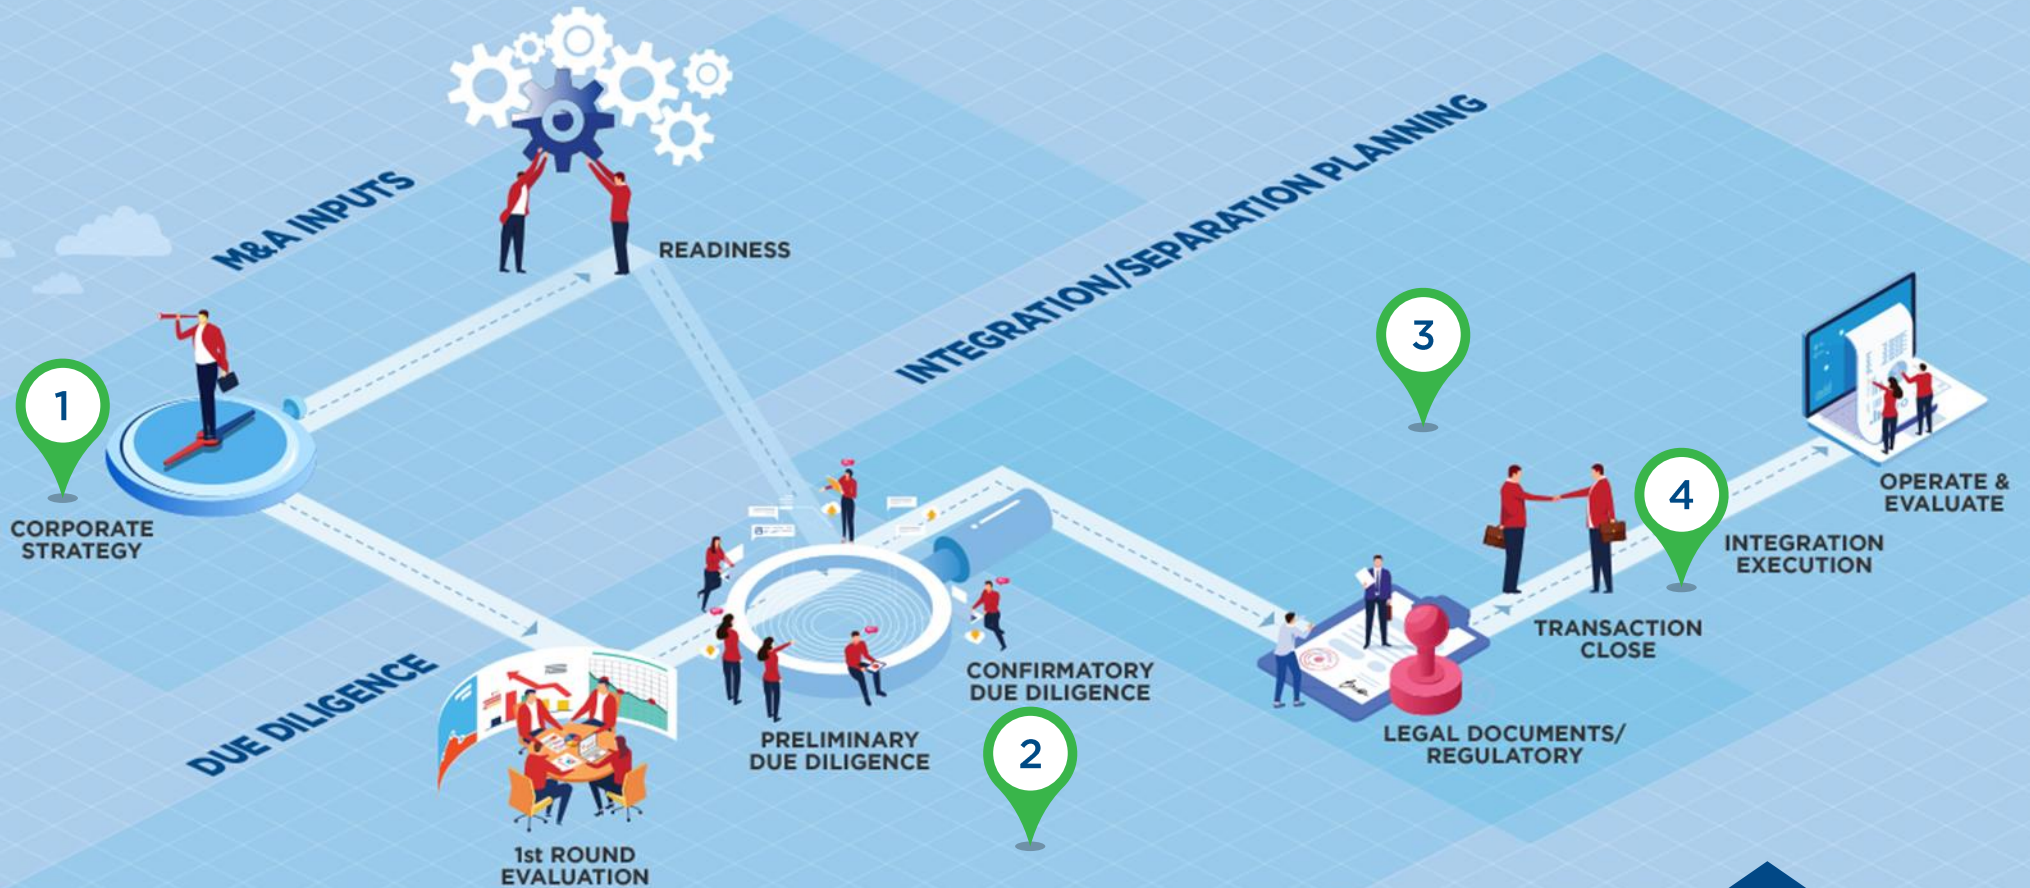 M&A INPUTS
READINESS
INTEGRATION/SEPARATION PLANNING
1
CORPORATE
STRATEGY
3
4
OPERATE &
EVALUATE
INTEGRATION
EXECUTION
TRANSACTION
CLOSE
DUE DILIGENCE
CONFIRMATORY
DUE DILIGENCE
PRELIMINARY
DUE DILIGENCE
2
LEGAL DOCUMENTS/
REGULATORY
1st ROUND
EVALUATION